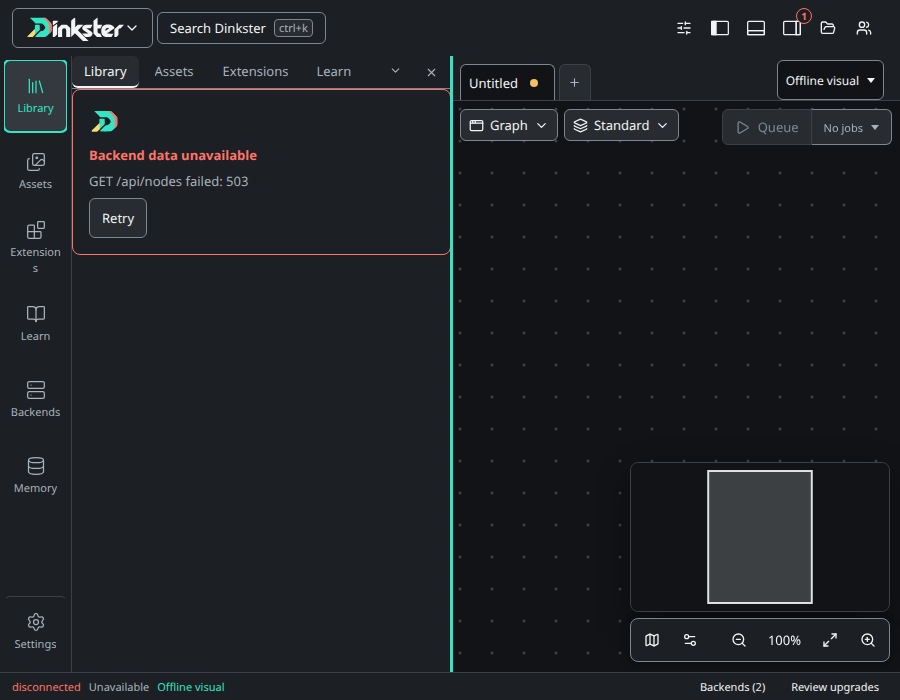 Dinkster
Search Dinkster ctrl+k
1
Library Assets Extensions Learn
Untitled
+
Offline visual
Library
Assets
Extension
s
Learn
Backends
Memory
Settings
Backend data unavailable
GET /api/nodes failed: 503
Retry
Graph
Standard
Queue
No jobs
100%
disconnected Unavailable Offline visual
Backends (2) Review upgrades